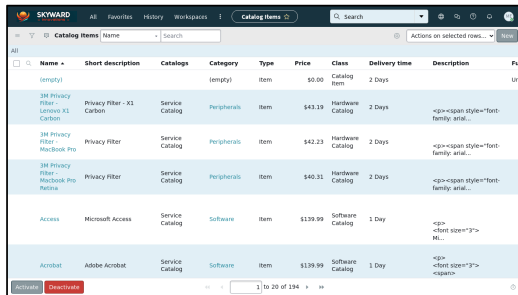 SKYWARD
All Favorites History Workspaces Catalog Items Search
Catalog Items Name Search Actions on selected rows... New
All
Name Short description Catalogs Category Type Item Price Class Delivery time Description Fu
(empty) (empty) Item $0.00 Catalog Item 2 Days Un
3M Privacy Filter - Lenovo X1 Carbon Privacy Filter - X1 Carbon Service Catalog Peripherals Item $43.19 Hardware Catalog 2 Days <p><span style="font-family: arial...
3M Privacy Filter - MacBook Pro Privacy Filter Service Catalog Peripherals Item $42.23 Hardware Catalog 2 Days <p><span style="font-family: arial...
3M Privacy Filter - Macbook Pro Retina Privacy Filter Service Catalog Peripherals Item $40.31 Hardware Catalog 2 Days <p><span style="font-family: arial...
Access Microsoft Access Service Catalog Software Item $139.99 Software Catalog 1 Day <p> <font size="3"> Mi...
Acrobat Adobe Acrobat Service Catalog Software Item $139.99 Software Catalog 1 Day <p> <font size="3"> <span>
Activate Deactivate 1 to 20 of 194